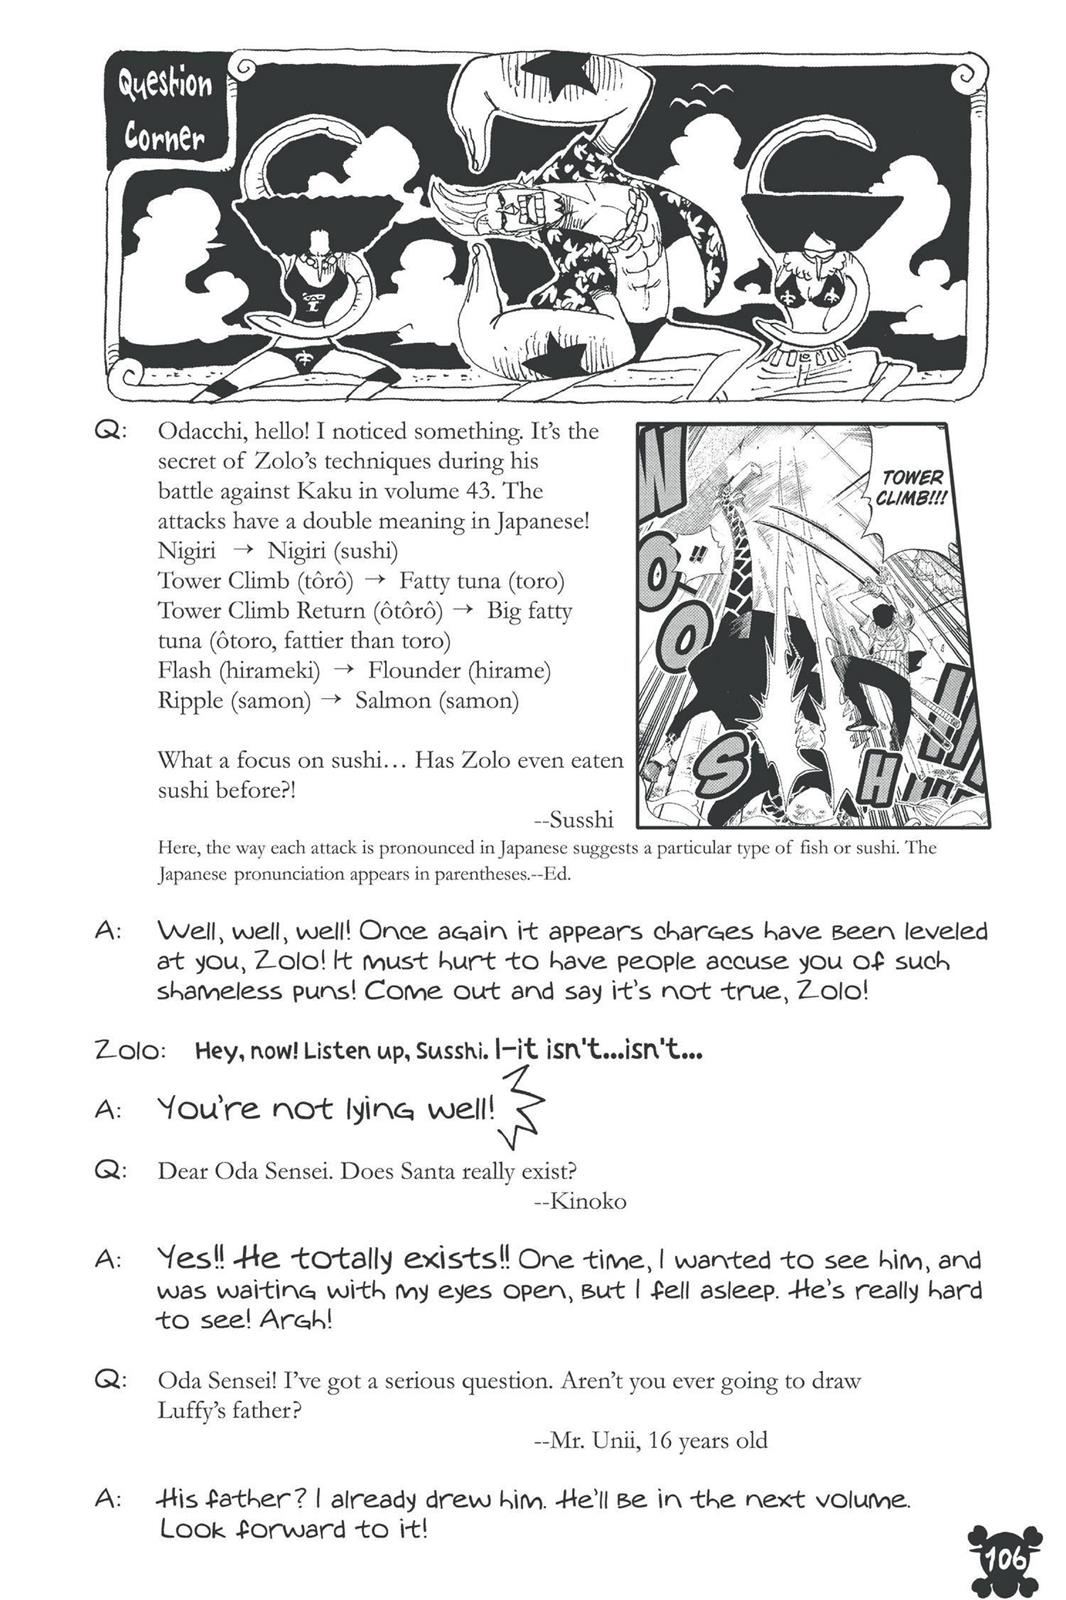 Question
Corner
Q: Odacchi, hello! I noticed something. It's the
secret of Zolo's techniques during his
battle against Kaku in volume 43. The
attacks have a double meaning in Japanese!
Nigiri → Nigiri (sushi)
Tower Climb (tôrô) → Fatty tuna (toro)
Tower Climb Return (ôtôrô) → Big fatty
tuna (ôtoro, fattier than toro)
Flash (hirameki) → Flounder (hirame)
Ripple (samon) → Salmon (samon)
What a focus on sushi... Has Zolo even eaten
sushi before?!
--Susshi
TOWER
CLIMB!!!
!!
WOOSH
Here, the way each attack is pronounced in Japanese suggests a particular type of fish or sushi. The
Japanese pronunciation appears in parentheses.--Ed.
A: Well, well, well! Once again it appears charges have been leveled
at you, Zolo! It must hurt to have people accuse you of such
shameless puns! Come out and say it's not true, Zolo!
Zolo: Hey, now! Listen up, Susshi. I-it isn't...isn't...
A: You're not lying well!
Q: Dear Oda Sensei. Does Santa really exist?
--Kinoko
A: Yes!! He totally exists!! One time, I wanted to see him, and
was waiting with my eyes open, but I fell asleep. He's really hard
to see! Argh!
Q: Oda Sensei! I've got a serious question. Aren't you ever going to draw
Luffy's father?
--Mr. Unii, 16 years old
A: His father? I already drew him. He'll be in the next volume.
Look forward to it!
106